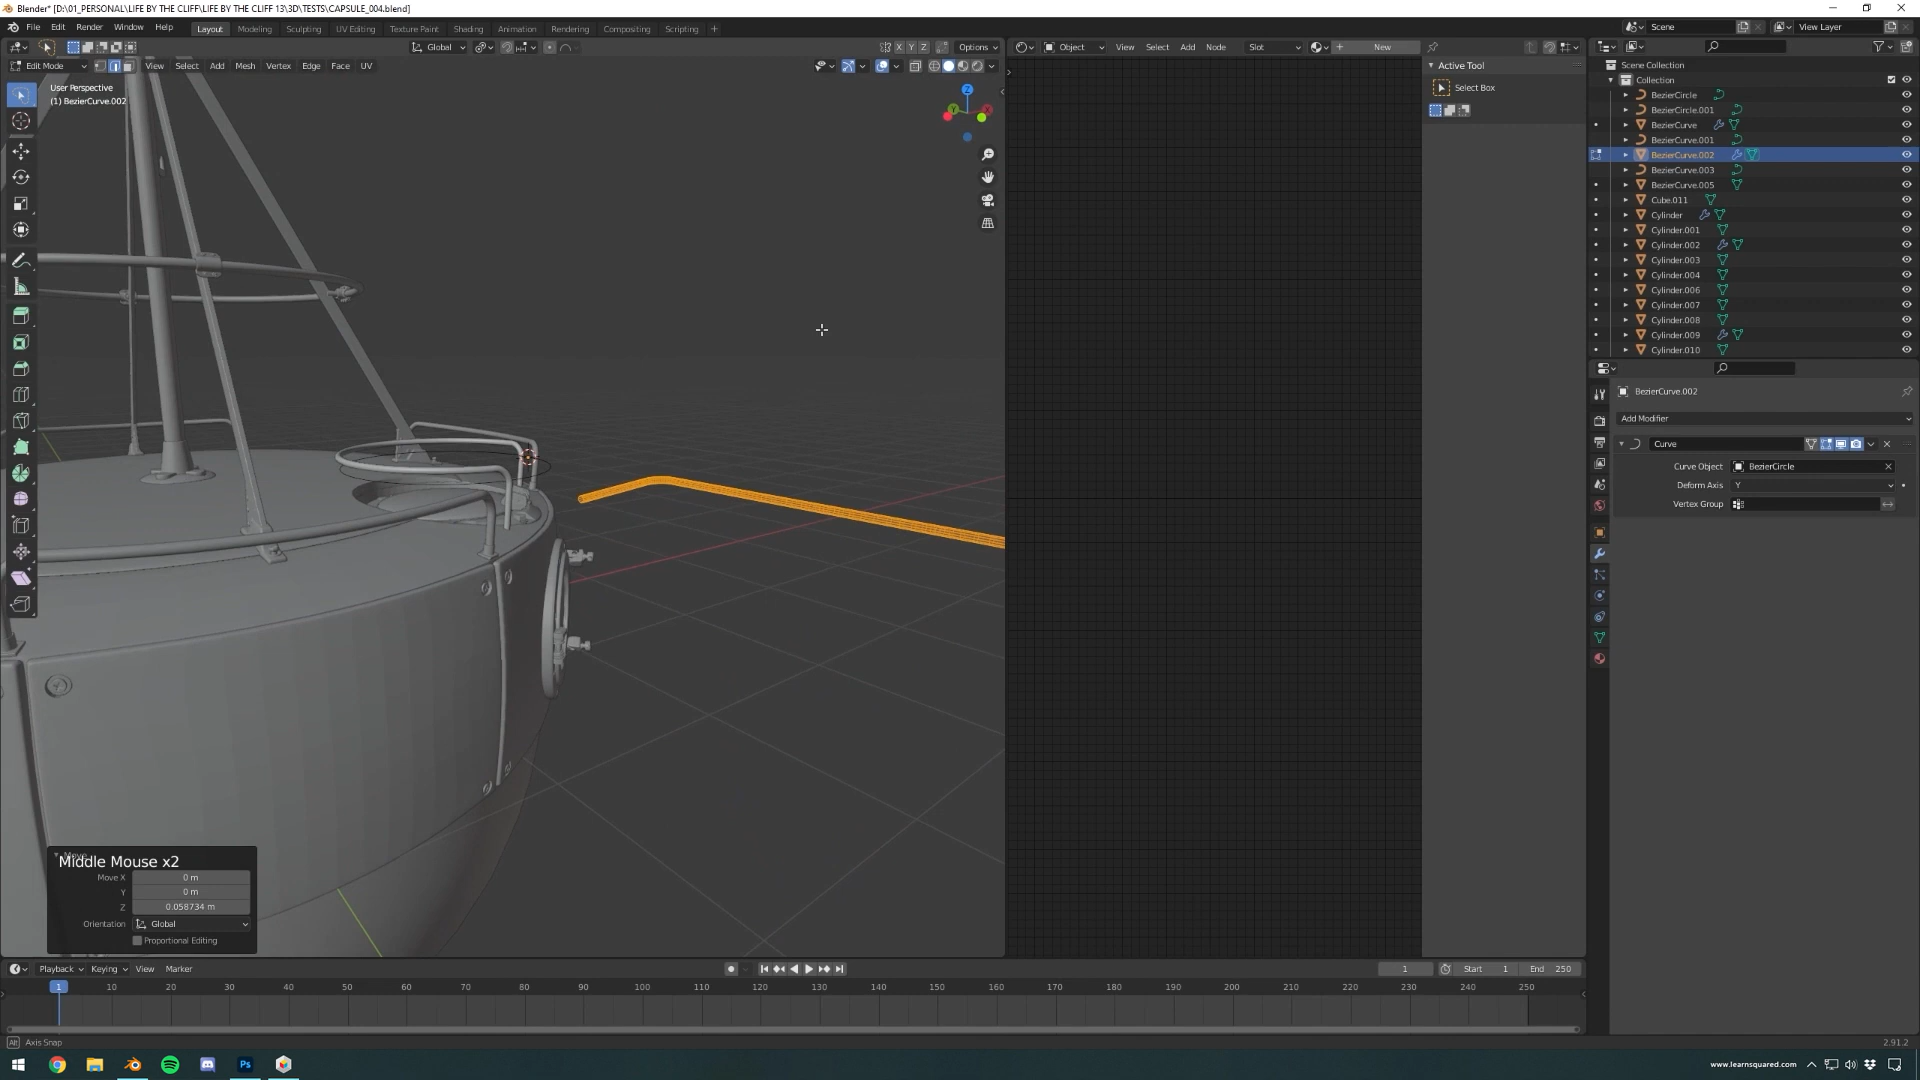 Blender* [D:\01_PERSONAL\LIFE BY THE CLIFF\LIFE BY THE CLIFF 13\3D\TESTS\CAPSULE_004.blend]
File Edit Render Window Help Layout Modeling Sculpting UV Editing Texture Paint Shading Animation Rendering Compositing Scripting + Scene View Layer
Global X Y Z Options Object View Select Add Node Slot New
Edit Mode View Select Add Mesh Vertex Edge Face UV
User Perspective
(1) BezierCurve.002
Active Tool
Select Box
Scene Collection
Collection
BezierCircle
BezierCircle.001
BezierCurve
BezierCurve.001
BezierCurve.002
BezierCurve.003
BezierCurve.005
Cube.011
Cylinder
Cylinder.001
Cylinder.002
Cylinder.003
Cylinder.004
Cylinder.006
Cylinder.007
Cylinder.008
Cylinder.009
Cylinder.010
BezierCurve.002
Add Modifier
Curve
Curve Object BezierCircle
Deform Axis Y
Vertex Group
Middle Mouse x2
Move X 0 m
Y 0 m
Z 0.058734 m
Orientation Global
Proportional Editing
Playback Keying View Marker 1 Start 1 End 250
1 10 20 30 40 50 60 70 80 90 100 110 120 130 140 150 160 170 180 190 200 210 220 230 240 250
Alt Axis Snap 2.91.2
www.learnsquared.com